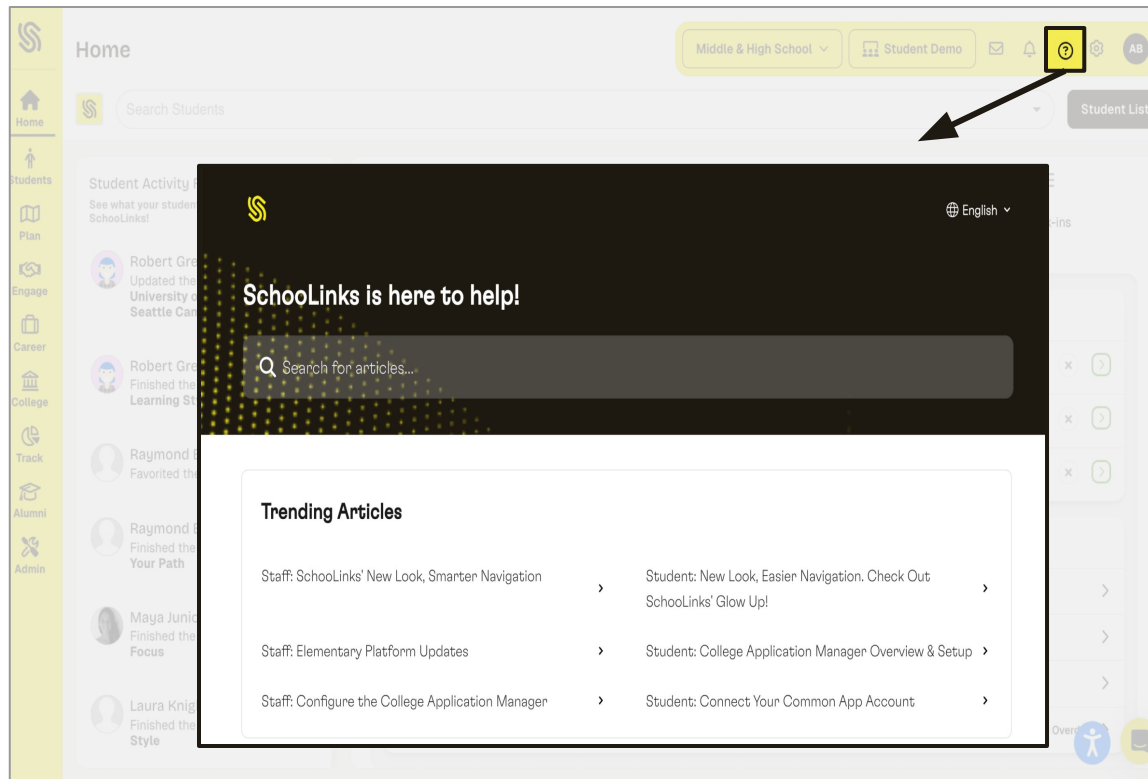 Home
Middle & High School
Student Demo
AB
Home
Students
Plan
Engage
Career
College
Track
Alumni
Admin
Search Students
Student List
Student Activity
See what your studen
SchooLinks!
Robert Gre
Updated the
University o
Seattle Cam
Robert Gre
Finished the
Learning St
Raymond
Favorited the
Raymond
Finished the
Your Path
Maya Junio
Finished the
Focus
Laura Knig
Finished the
Style
English
SchooLinks is here to help!
Search for articles...
Trending Articles
Staff: SchooLinks' New Look, Smarter Navigation
Student: New Look, Easier Navigation. Check Out
SchooLinks' Glow Up!
Staff: Elementary Platform Updates
Student: College Application Manager Overview & Setup
Staff: Configure the College Application Manager
Student: Connect Your Common App Account
-ins
Over